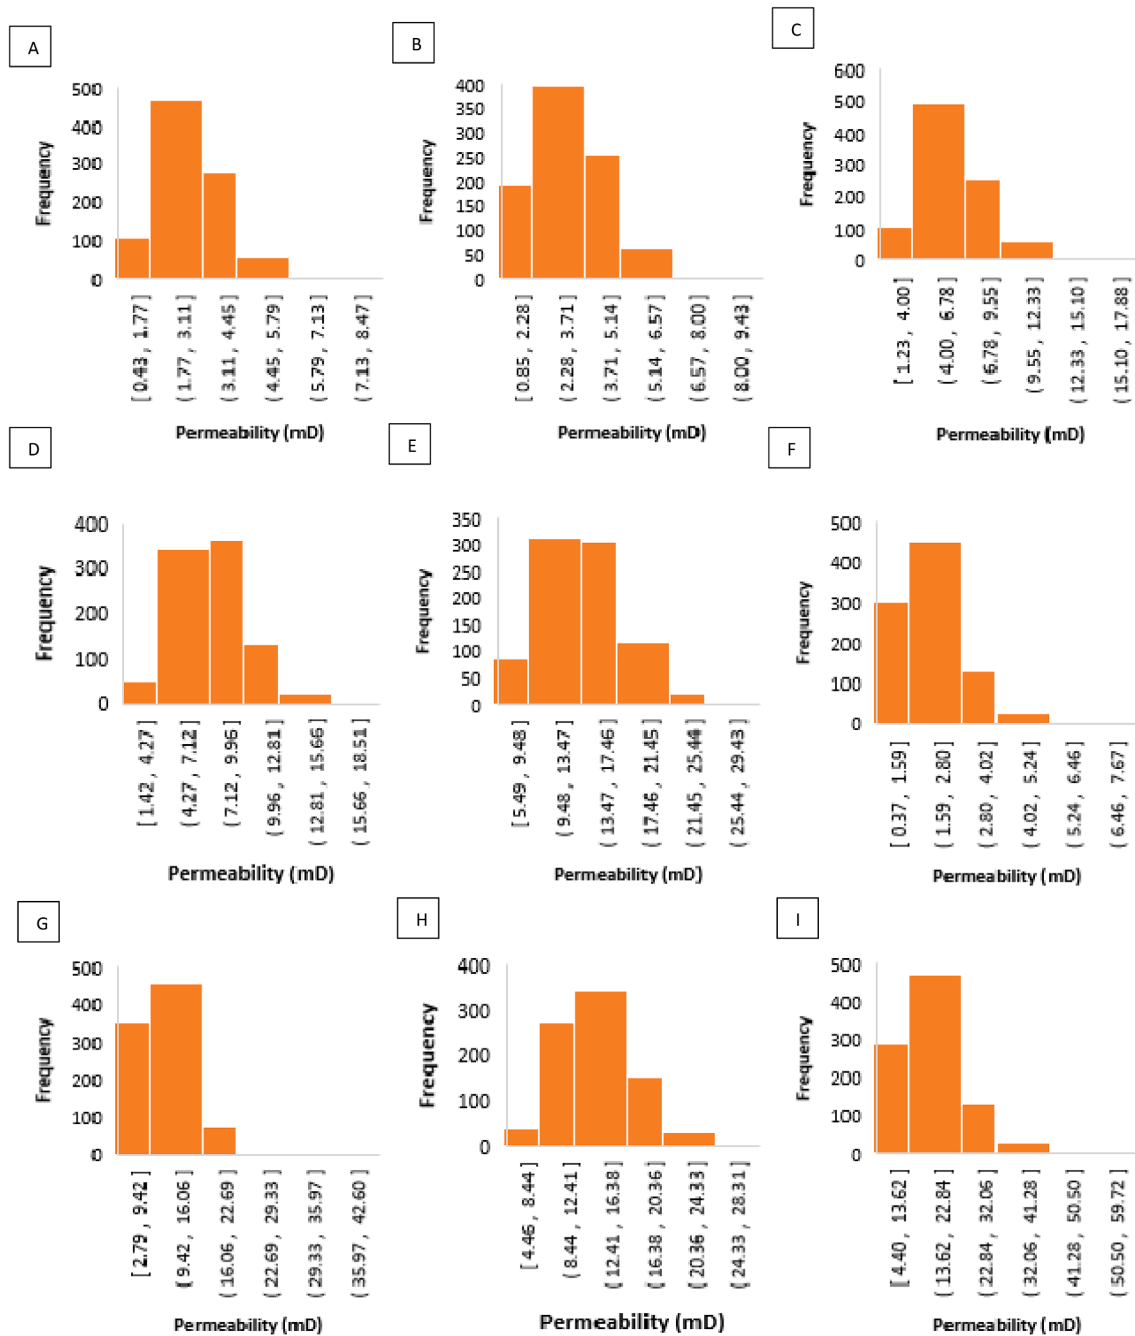 A
B
C
500
400
300
200
100
0
Frequency
[ 0.43 , 1.77 ]
( 1.77 , 3.11 ]
( 3.11 , 4.45 ]
( 4.45 , 5.79 ]
( 5.79 , 7.13 ]
( 7.13 , 8.47 ]
Permeability (mD)
400
350
300
250
200
150
100
50
0
Frequency
[ 0.85 , 2.28 ]
( 2.28 , 3.71 ]
( 3.71 , 5.14 ]
( 5.14 , 6.57 ]
( 6.57 , 8.00 ]
( 8.00 , 9.43 ]
Permeability (mD)
600
500
400
300
200
100
0
Frequency
[ 1.23 , 4.00 ]
( 4.00 , 6.78 ]
( 6.78 , 9.55 ]
( 9.55 , 12.33 ]
( 12.33 , 15.10 ]
( 15.10 , 17.88 ]
Permeability (mD)
D
E
F
400
300
200
100
0
Frequency
[ 1.42 , 4.27 ]
( 4.27 , 7.12 ]
( 7.12 , 9.96 ]
( 9.96 , 12.81 ]
( 12.81 , 15.66 ]
( 15.66 , 18.51 ]
Permeability (mD)
350
300
250
200
150
100
50
0
Frequency
[ 5.49 , 9.48 ]
( 9.48 , 13.47 ]
( 13.47 , 17.46 ]
( 17.46 , 21.45 ]
( 21.45 , 25.44 ]
( 25.44 , 29.43 ]
Permeability (mD)
500
400
300
200
100
0
Frequency
[ 0.37 , 1.59 ]
( 1.59 , 2.80 ]
( 2.80 , 4.02 ]
( 4.02 , 5.24 ]
( 5.24 , 6.46 ]
( 6.46 , 7.67 ]
Permeability (mD)
G
H
I
500
400
300
200
100
0
Frequency
[ 2.79 , 9.42 ]
( 9.42 , 16.06 ]
( 16.06 , 22.69 ]
( 22.69 , 29.33 ]
( 29.33 , 35.97 ]
( 35.97 , 42.60 ]
Permeability (mD)
400
300
200
100
0
Frequency
[ 4.46 , 8.44 ]
( 8.44 , 12.41 ]
( 12.41 , 16.38 ]
( 16.38 , 20.36 ]
( 20.36 , 24.33 ]
( 24.33 , 28.31 ]
Permeability (mD)
500
400
300
200
100
0
Frequency
[ 4.40 , 13.62 ]
( 13.62 , 22.84 ]
( 22.84 , 32.06 ]
( 32.06 , 41.28 ]
( 41.28 , 50.50 ]
( 50.50 , 59.72 ]
Permeability (mD)